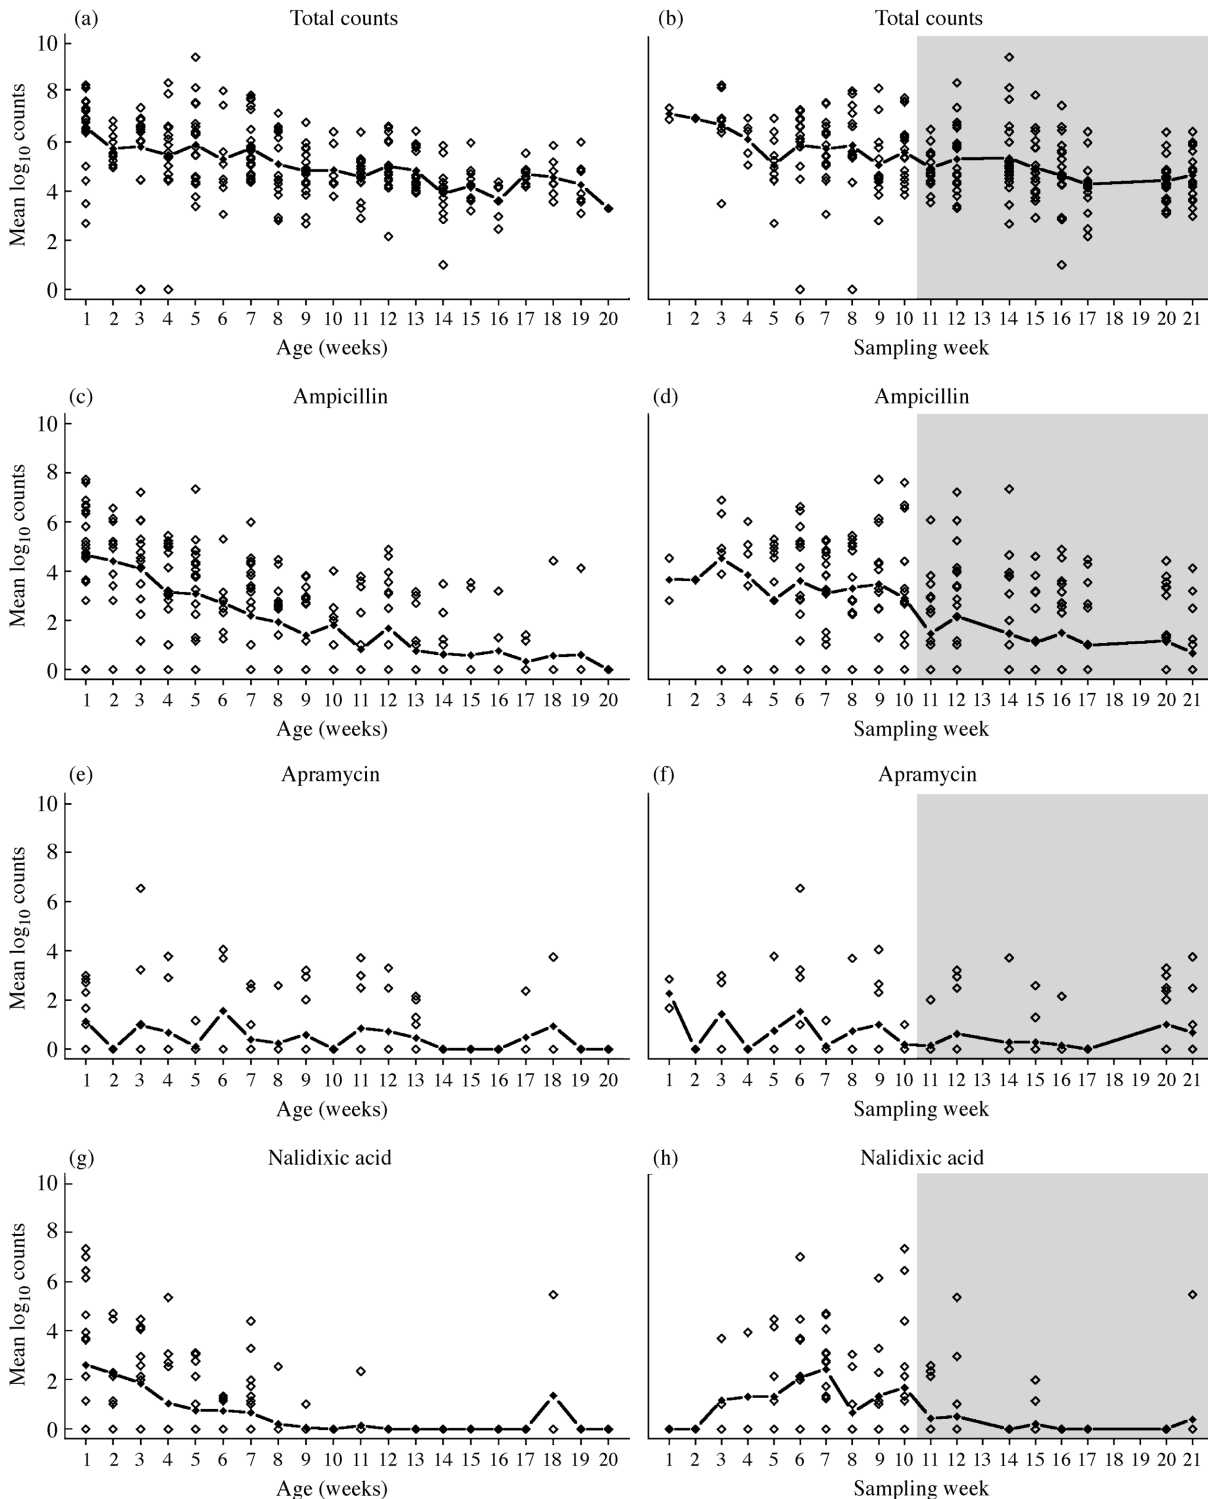 (a) Total counts
(b) Total counts
Mean log10 counts
10
8
6
4
2
0
1 2 3 4 5 6 7 8 9 10 11 12 13 14 15 16 17 18 19 20
Age (weeks)
1 2 3 4 5 6 7 8 9 10 11 12 13 14 15 16 17 18 19 20 21
Sampling week
(c) Ampicillin
(d) Ampicillin
Mean log10 counts
10
8
6
4
2
0
1 2 3 4 5 6 7 8 9 10 11 12 13 14 15 16 17 18 19 20
Age (weeks)
1 2 3 4 5 6 7 8 9 10 11 12 13 14 15 16 17 18 19 20 21
Sampling week
(e) Apramycin
(f) Apramycin
Mean log10 counts
10
8
6
4
2
0
1 2 3 4 5 6 7 8 9 10 11 12 13 14 15 16 17 18 19 20
Age (weeks)
1 2 3 4 5 6 7 8 9 10 11 12 13 14 15 16 17 18 19 20 21
Sampling week
(g) Nalidixic acid
(h) Nalidixic acid
Mean log10 counts
10
8
6
4
2
0
1 2 3 4 5 6 7 8 9 10 11 12 13 14 15 16 17 18 19 20
Age (weeks)
1 2 3 4 5 6 7 8 9 10 11 12 13 14 15 16 17 18 19 20 21
Sampling week